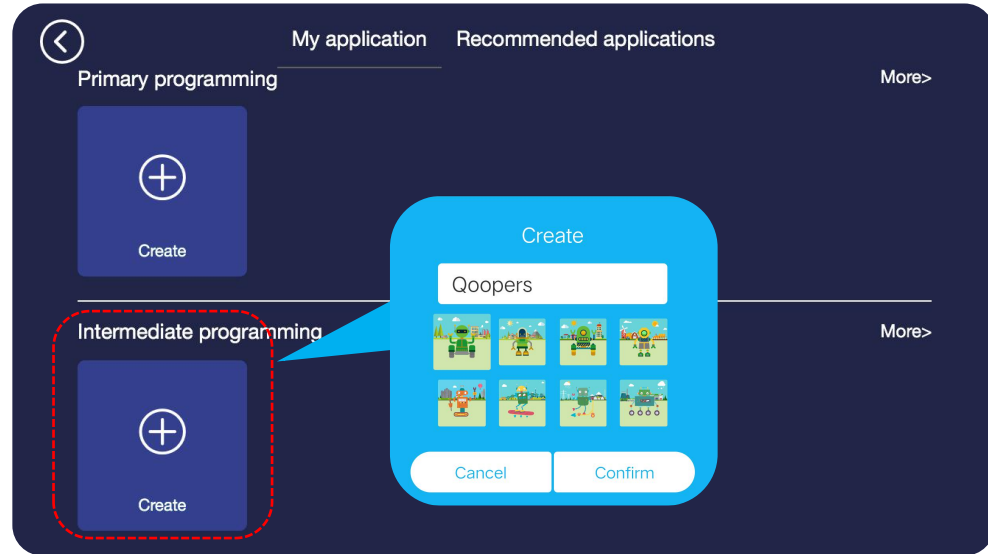 My application Recommended applications
Primary programming More>
Create
Create
Qoopers
Intermediate programming More>
Create
Cancel Confirm